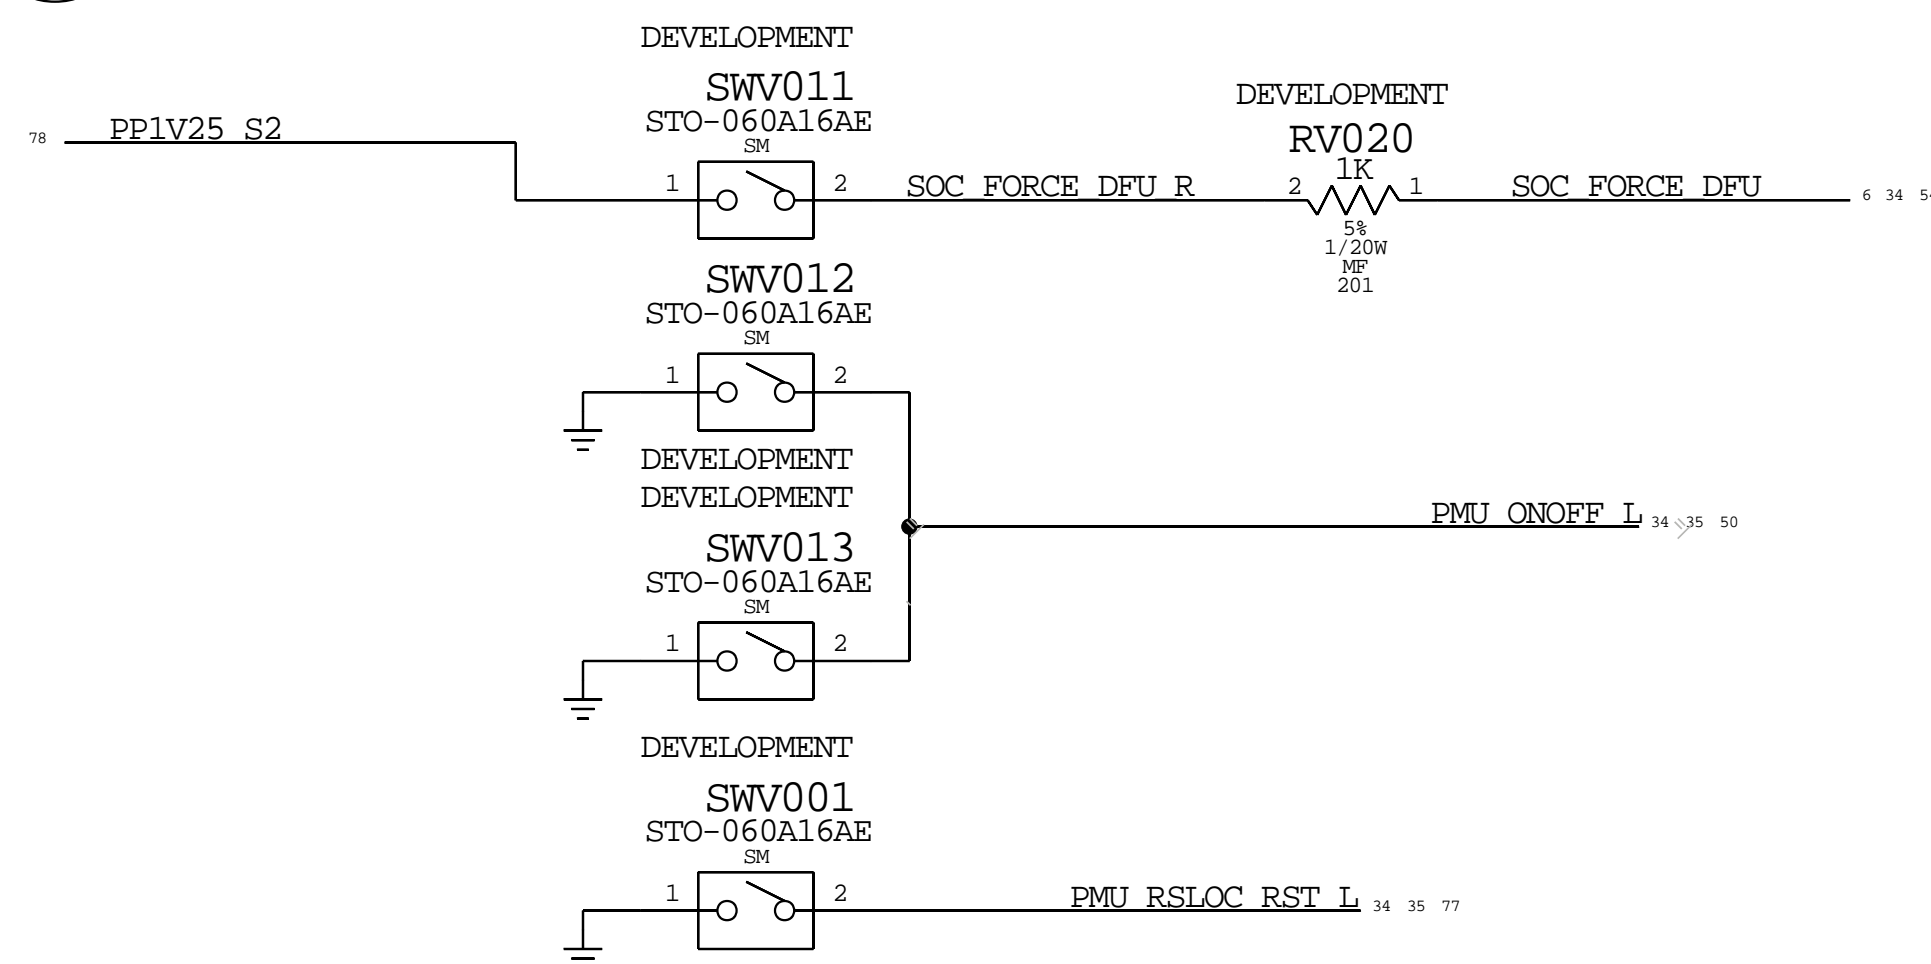 DEVELOPMENT
SWV011
STO-060A16AE
SM
DEVELOPMENT
RV020
1K
78 PP1V25_S2
1 2 SOC_FORCE_DFU_R 2 1 SOC_FORCE_DFU 6 34
5%
1/20W
MF
201
SWV012
STO-060A16AE
SM
1 2
DEVELOPMENT
DEVELOPMENT
PMU_ONOFF_L 34 35 50
SWV013
STO-060A16AE
SM
1 2
DEVELOPMENT
SWV001
STO-060A16AE
SM
1 2 PMU_RSLOC_RST_L 34 35 77